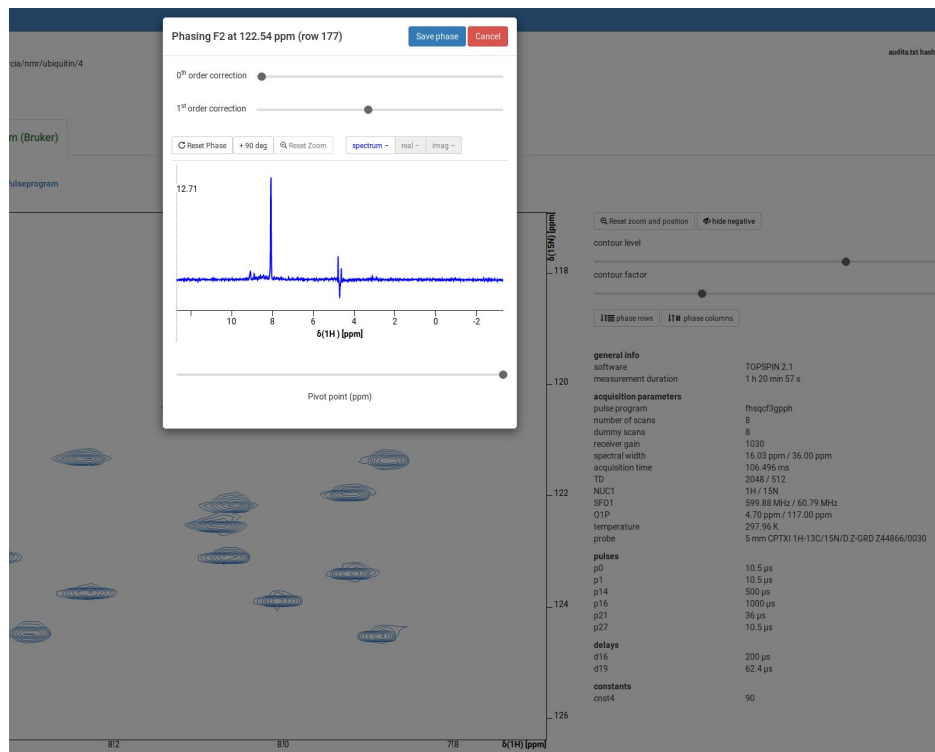 Phasing F2 at 122.54 ppm (row 177)
Save phase
Cancel
0th order correction
1st order correction
Reset Phase
+ 90 deg
Reset Zoom
spectrum –
real –
imag –
12.71
10 8 6 4 2 0 -2
δ(1H) [ppm]
Pivot point (ppm)
rcia/nmr/ubiquitin/4
audita.txt hash
m (Bruker)
Pulseprogram
Reset zoom and position
hide negative
contour level
contour factor
phase rows
phase columns
general info
software TOPSPIN 2.1
measurement duration 1 h 20 min 57 s
acquisition parameters
pulse program fhsqcf3gpph
number of scans 8
dummy scans 8
receiver gain 1030
spectral width 16.03 ppm / 36.00 ppm
acquisition time 106.496 ms
TD 2048 / 512
NUC1 1H / 15N
SFO1 599.88 MHz / 60.79 MHz
O1P 4.70 ppm / 117.00 ppm
temperature 297.96 K
probe 5 mm CPTXI 1H-13C/15N/D Z-GRD Z44866/0030
pulses
p0 10.5 µs
p1 10.5 µs
p14 500 µs
p16 1000 µs
p21 36 µs
p27 10.5 µs
delays
d16 200 µs
d19 62.4 µs
constants
cnst4 90
δ(15N) [ppm]
118
120
122
124
126
8.2 8.0 7.8 δ(1H) [ppm]